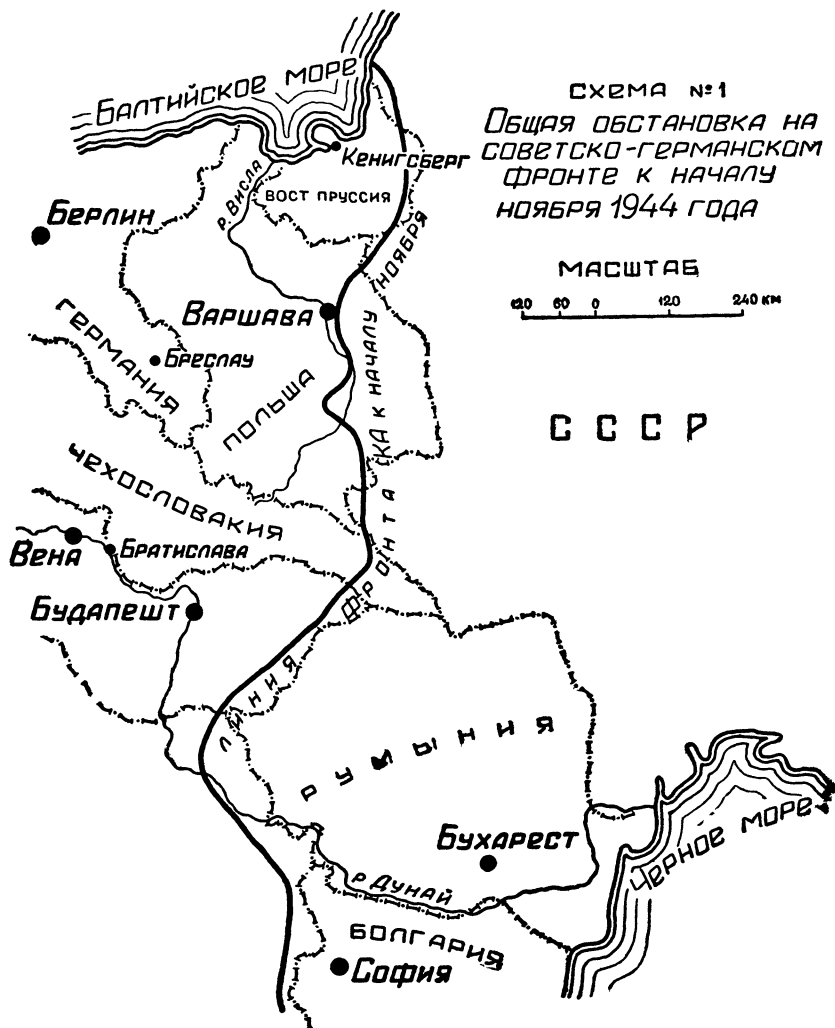 СХЕМА №1
ОБЩАЯ ОБСТАНОВКА НА
СОВЕТСКО-ГЕРМАНСКОМ
ФРОНТЕ К НАЧАЛУ
НОЯБРЯ 1944 ГОДА
МАСШТАБ
120 60 0 120 240 КМ
БАЛТИЙСКОЕ МОРЕ
КЕНИГСБЕРГ
Р. ВИСЛА
ВОСТ ПРУССИЯ
БЕРЛИН
ВАРШАВА
ГЕРМАНИЯ
БРЕСЛАУ
ПОЛЬША
СССР
ЧЕХОСЛОВАКИЯ
ВЕНА
БРАТИСЛАВА
БУДАПЕШТ
ЛИНИЯ ФРОНТА КА К НАЧАЛУ НОЯБРЯ
РУМЫНИЯ
БУХАРЕСТ
ЧЕРНОЕ МОРЕ
Р ДУНАЙ
БОЛГАРИЯ
СОФИЯ